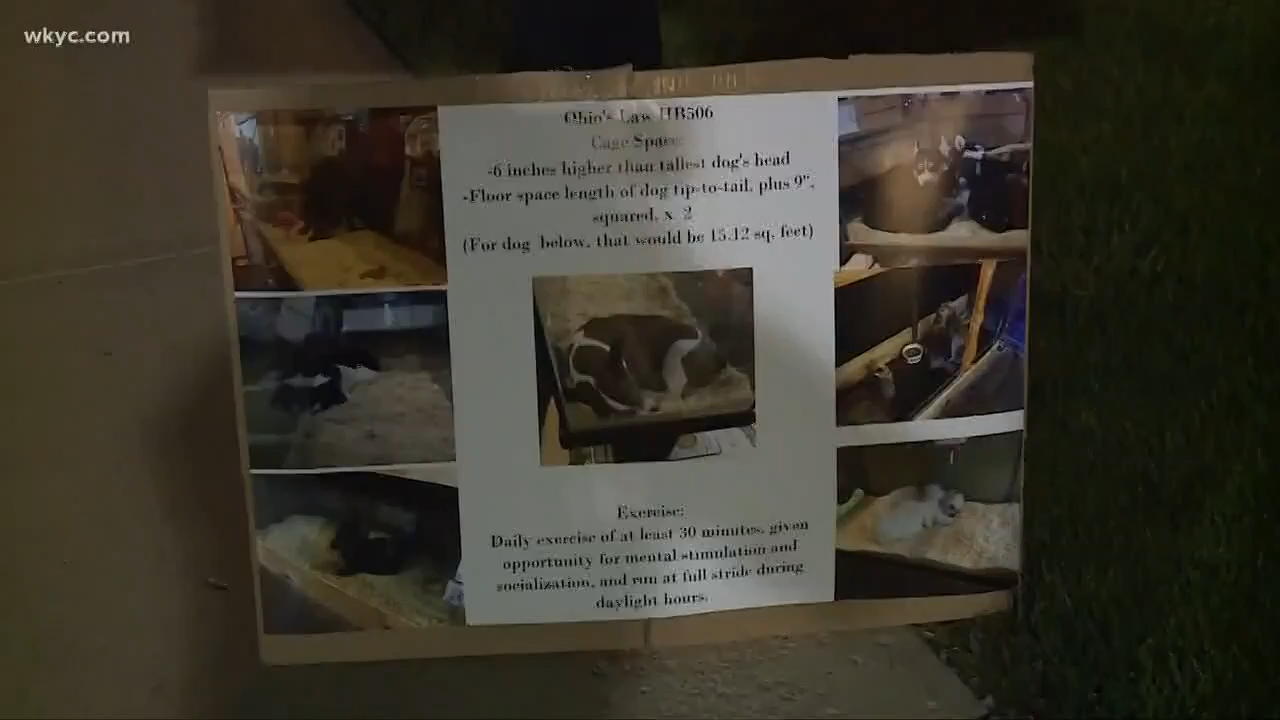 wkyc.com
Ohio's Law HB506
Cage Space:
-6 inches higher than tallest dog's head
-Floor space length of dog tip-to-tail, plus 9",
squared, x 2
(For dog below, that would be 15.12 sq. feet)
Exercise:
Daily exercise of at least 30 minutes, given
opportunity for mental stimulation and
socialization, and run at full stride during
daylight hours.